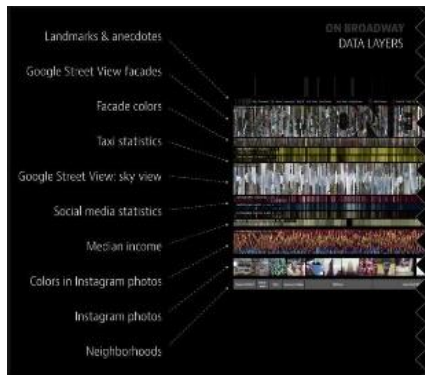 ON BROADWAY
DATA LAYERS
Landmarks & anecdotes
Google Street View facades
Facade colors
Taxi statistics
Google Street View: sky view
Social media statistics
Median income
Colors in Instagram photos
Instagram photos
Neighborhoods